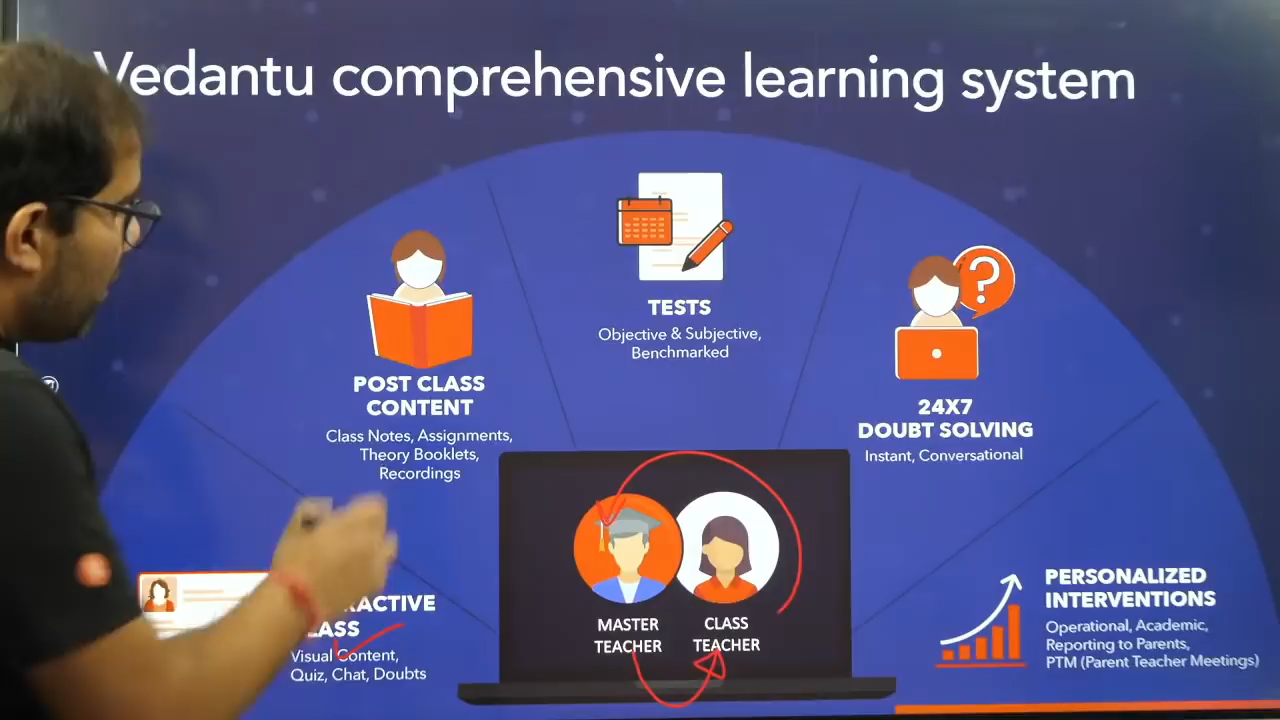 Vedantu comprehensive learning system
TESTS
Objective & Subjective,
Benchmarked
POST CLASS
CONTENT
Class Notes, Assignments,
Theory Booklets,
Recordings
24X7
DOUBT SOLVING
Instant, Conversational
Visual Content,
Quiz, Chat, Doubts
MASTER
TEACHER
CLASS
TEACHER
PERSONALIZED
INTERVENTIONS
Operational, Academic,
Reporting to Parents,
PTM (Parent Teacher Meetings)